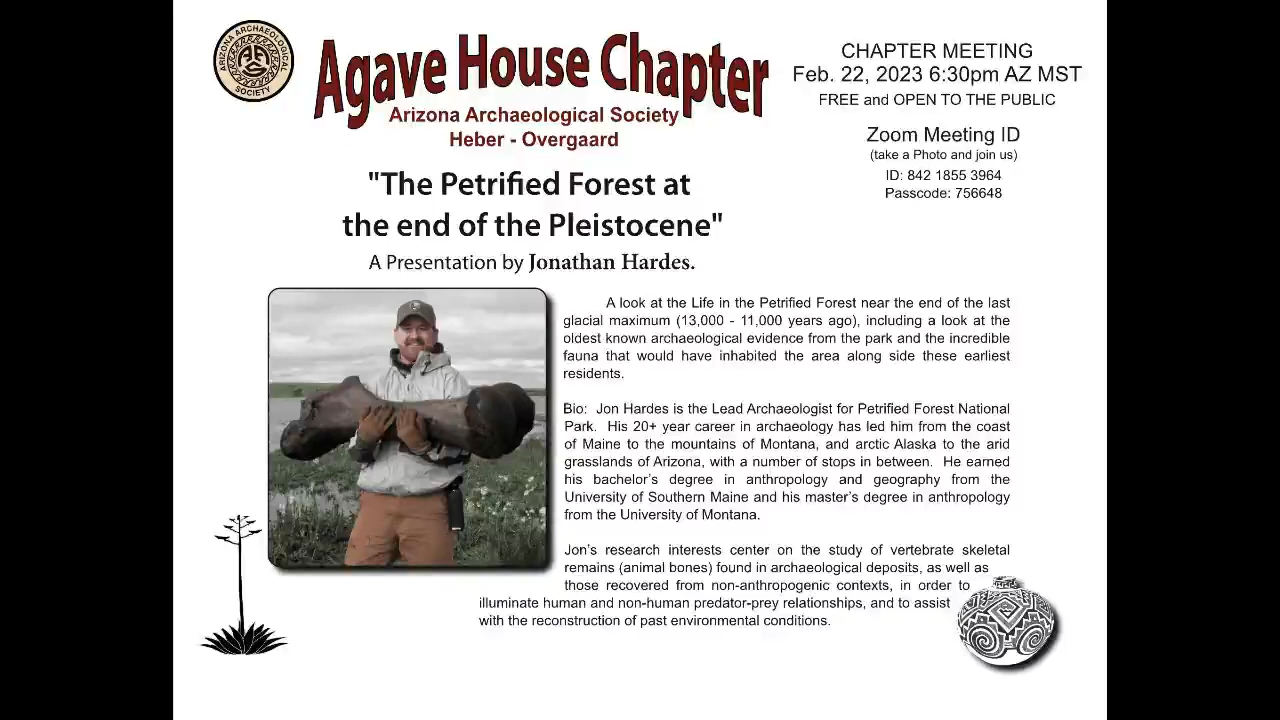 ARIZONA ARCHAEOLOGICAL SOCIETY
Agave House Chapter
Arizona Archaeological Society
Heber - Overgaard
CHAPTER MEETING
Feb. 22, 2023 6:30pm AZ MST
FREE and OPEN TO THE PUBLIC
Zoom Meeting ID
(take a Photo and join us)
ID: 842 1855 3964
Passcode: 756648
"The Petrified Forest at
the end of the Pleistocene"
A Presentation by Jonathan Hardes.
A look at the Life in the Petrified Forest near the end of the last
glacial maximum (13,000 - 11,000 years ago), including a look at the
oldest known archaeological evidence from the park and the incredible
fauna that would have inhabited the area along side these earliest
residents.
Bio: Jon Hardes is the Lead Archaeologist for Petrified Forest National
Park. His 20+ year career in archaeology has led him from the coast
of Maine to the mountains of Montana, and arctic Alaska to the arid
grasslands of Arizona, with a number of stops in between. He earned
his bachelor's degree in anthropology and geography from the
University of Southern Maine and his master's degree in anthropology
from the University of Montana.
Jon's research interests center on the study of vertebrate skeletal
remains (animal bones) found in archaeological deposits, as well as
those recovered from non-anthropogenic contexts, in order to
illuminate human and non-human predator-prey relationships, and to assist
with the reconstruction of past environmental conditions.